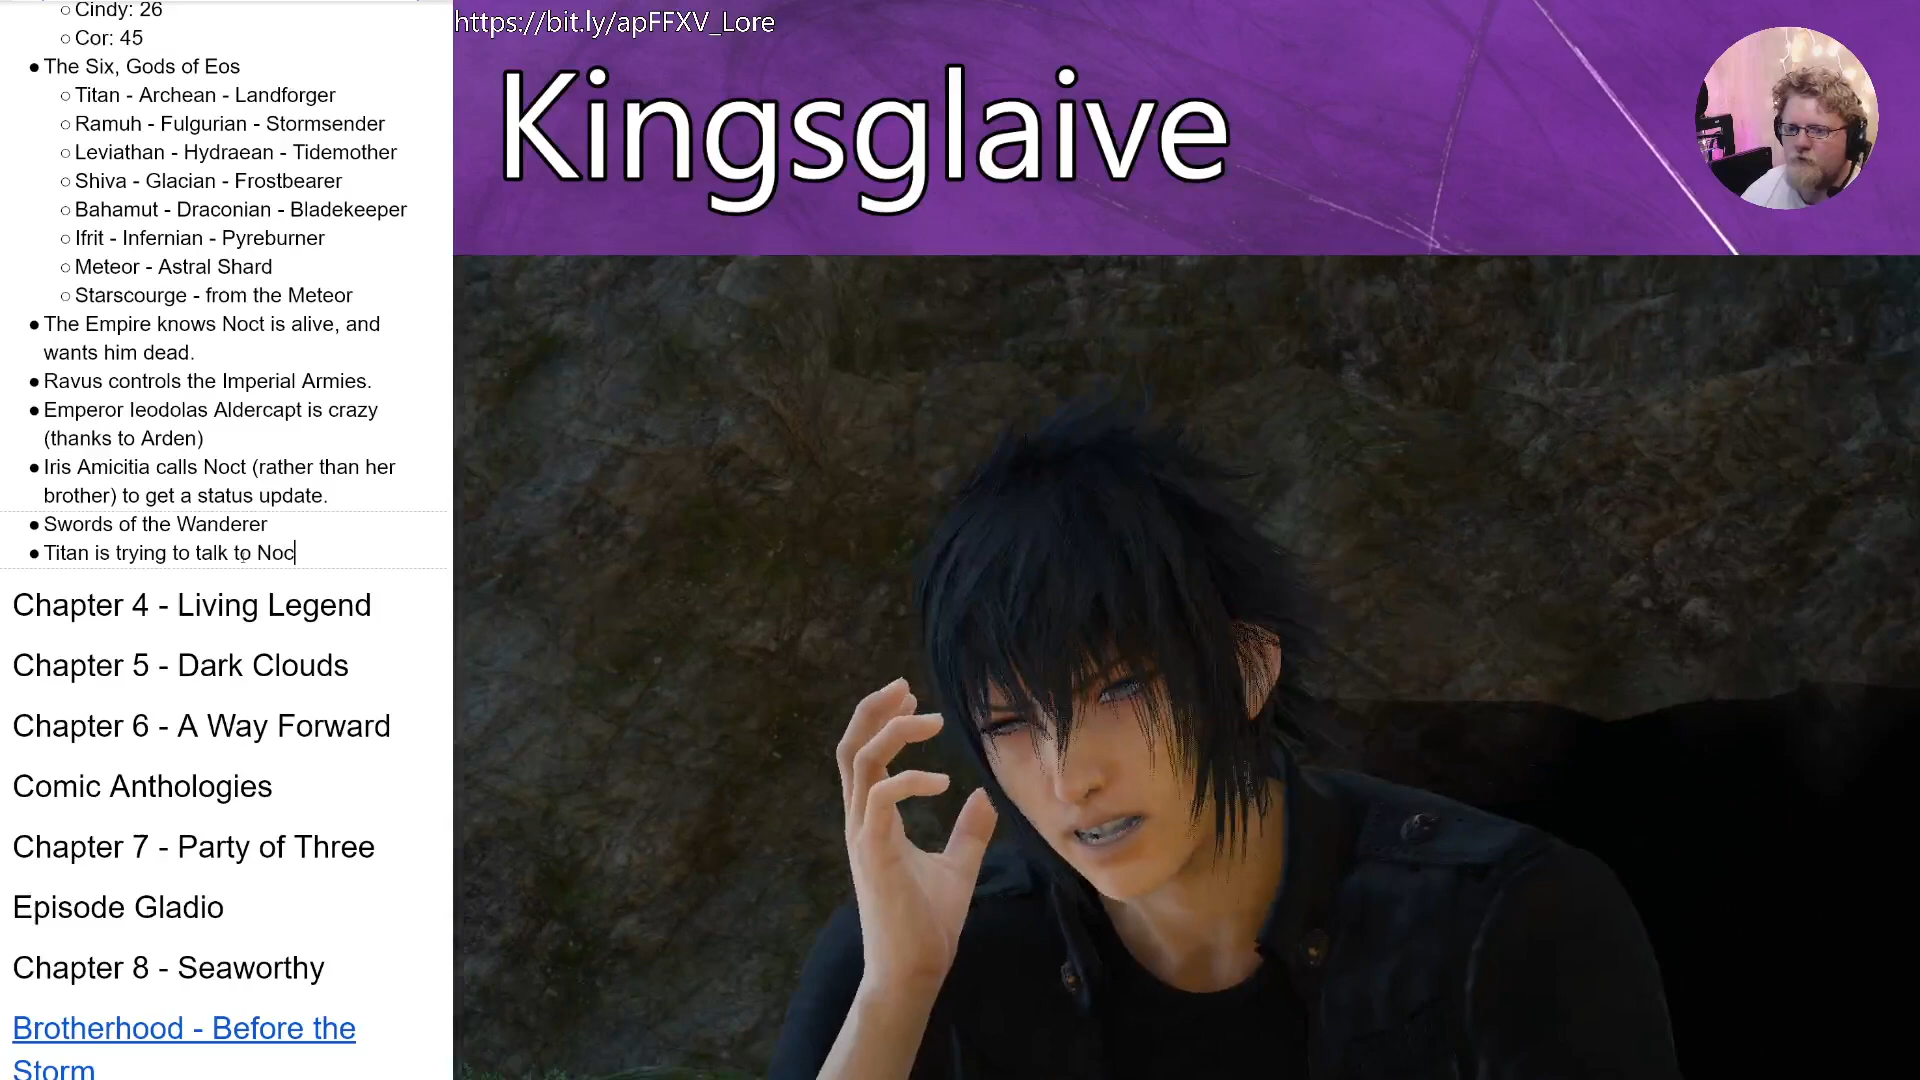 Cindy: 26
Cor: 45
The Six, Gods of Eos
Titan - Archean - Landforger
Ramuh - Fulgurian - Stormsender
Leviathan - Hydraean - Tidemother
Shiva - Glacian - Frostbearer
Bahamut - Draconian - Bladekeeper
Ifrit - Infernian - Pyreburner
Meteor - Astral Shard
Starscourge - from the Meteor
The Empire knows Noct is alive, and
wants him dead.
Ravus controls the Imperial Armies.
Emperor Ieodolas Aldercapt is crazy
(thanks to Arden)
Iris Amicitia calls Noct (rather than her
brother) to get a status update.
Swords of the Wanderer
Titan is trying to talk to Noc
Chapter 4 - Living Legend
Chapter 5 - Dark Clouds
Chapter 6 - A Way Forward
Comic Anthologies
Chapter 7 - Party of Three
Episode Gladio
Chapter 8 - Seaworthy
Brotherhood - Before the
Storm
https://bit.ly/apFFXV_Lore
Kingsglaive